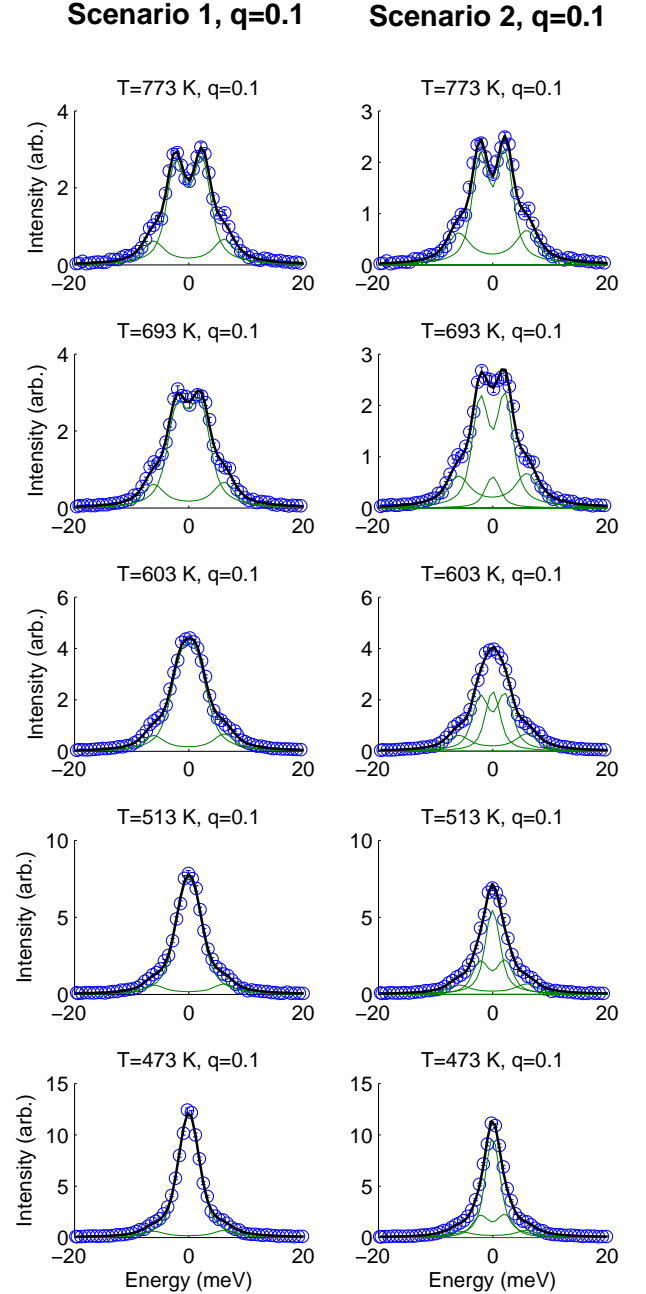 Scenario 1, q=0.1 Scenario 2, q=0.1
T=773 K, q=0.1 T=773 K, q=0.1
Intensity (arb.)
4 3
2 2
1
0 0
−20 0 20 −20 0 20
T=693 K, q=0.1 T=693 K, q=0.1
Intensity (arb.)
4 3
2 2
1
0 0
−20 0 20 −20 0 20
T=603 K, q=0.1 T=603 K, q=0.1
Intensity (arb.)
6 6
4 4
2 2
0 0
−20 0 20 −20 0 20
T=513 K, q=0.1 T=513 K, q=0.1
Intensity (arb.)
10 10
5 5
0 0
−20 0 20 −20 0 20
T=473 K, q=0.1 T=473 K, q=0.1
Intensity (arb.)
15 15
10 10
5 5
0 0
−20 0 20 −20 0 20
Energy (meV) Energy (meV)